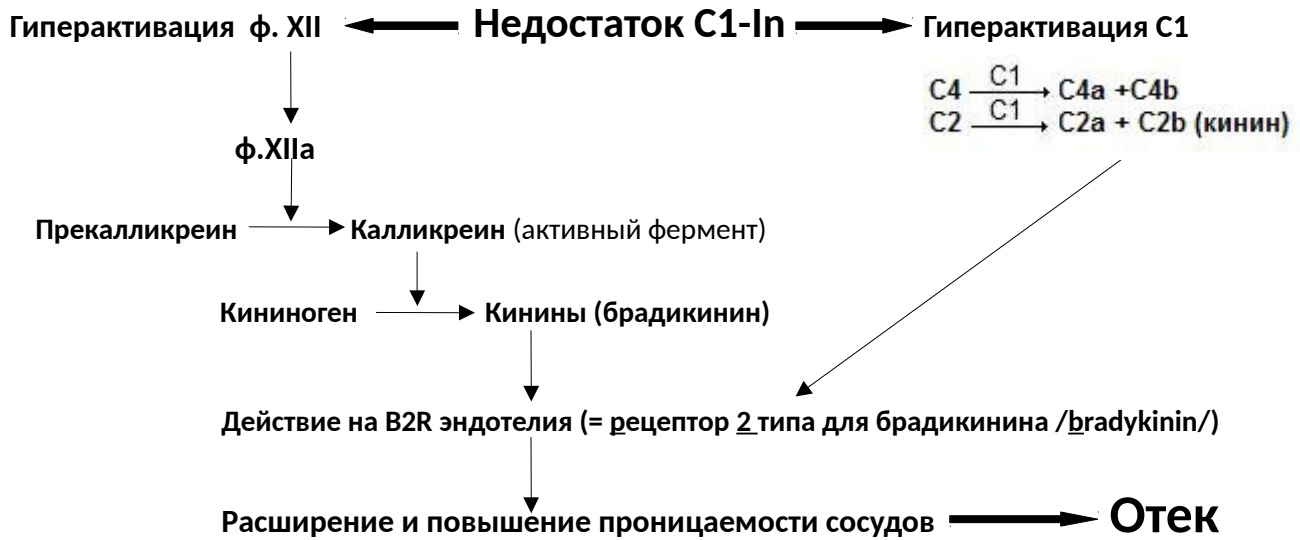 Гиперактивация ф. XII
Недостаток C1-In
Гиперактивация C1
C1
C4 C4a +C4b
C1
C2 C2a + C2b (кинин)
ф.XIIa
Прекалликреин Калликреин (активный фермент)
Кининоген Кинины (брадикинин)
Действие на B2R эндотелия (= рецептор 2 типа для брадикинина /bradykinin/)
Расширение и повышение проницаемости сосудов Отек